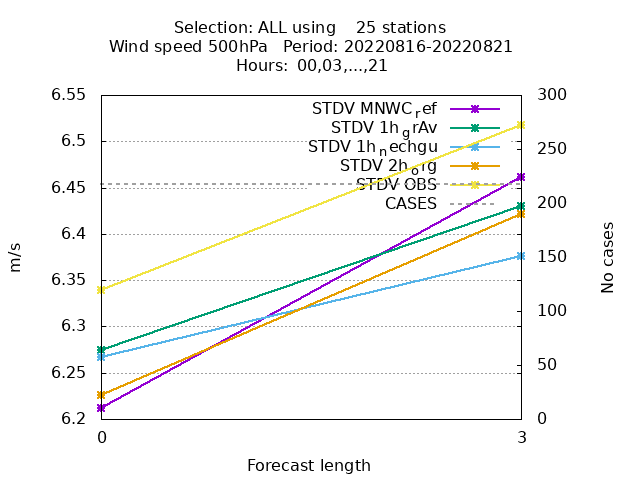 Selection: ALL using 25 stations
Wind speed 500hPa Period: 20220816-20220821
Hours: 00,03,...,21
6.55
6.5
6.45
6.4
6.35
6.3
6.25
6.2
300
250
200
150
100
50
0
STDV MNWC_ref
STDV 1h_grAv
STDV 1h_nechgu
STDV 2h_org
STDV OBS
CASES
m/s
No cases
0
3
Forecast length